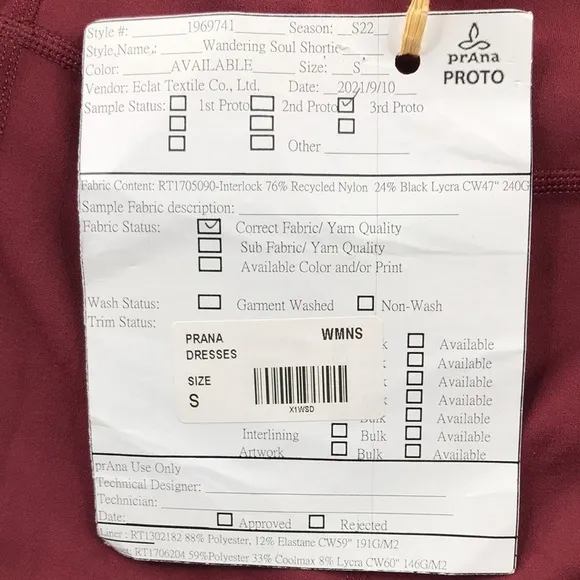 Style #: 1969741 Season: S22
Style Name: Wandering Soul Shortie
Color: AVAILABLE Size: S
Vendor: Eclat Textile Co., Ltd. Date: 2021/9/10
prAna
PROTO
Sample Status: 1st Proto 2nd Proto 3rd Proto
Other
Fabric Content: RT1705090-Interlock 76% Recycled Nylon 24% Black Lycra CW47" 240G
Sample Fabric description:
Fabric Status: Correct Fabric/ Yarn Quality
Sub Fabric/ Yarn Quality
Available Color and/or Print
Wash Status: Garment Washed Non-Wash
Trim Status:
PRANA WMNS
DRESSES
SIZE
S
X1WSD
k Available
k Available
k Available
k Available
Bulk Available
Interlining Bulk Available
Artwork Bulk Available
prAna Use Only
Technical Designer:
Technician:
Date: Approved Rejected
: RT1302182 88% Polyester, 12% Elastane CW59" 191G/M2
: RT1706204 59%Polyester 33% Coolmax 8% Lycra CW60" 146G/M2